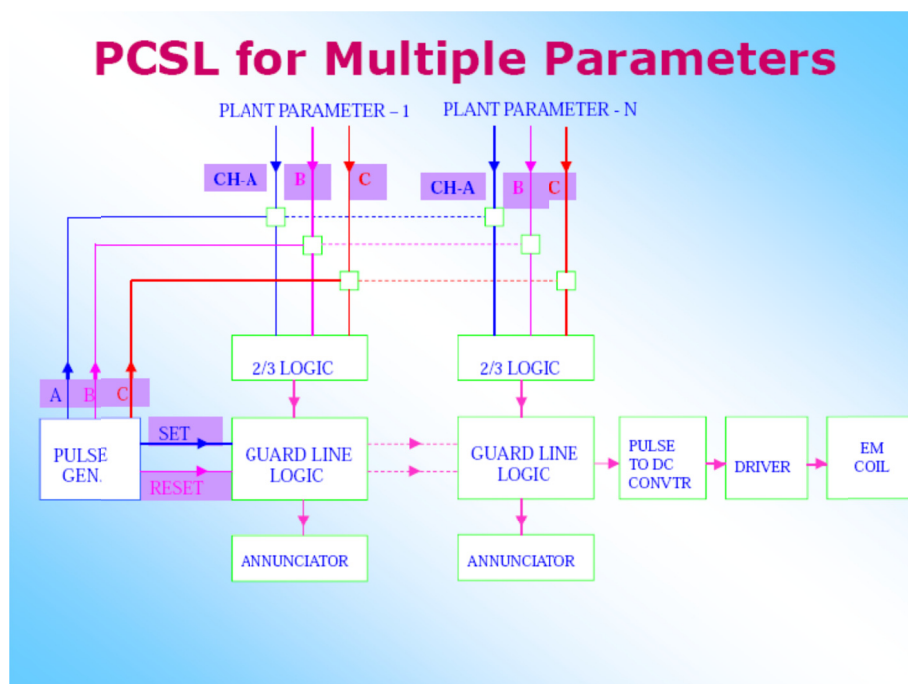 PCSL for Multiple Parameters
PLANT PARAMETER – 1
PLANT PARAMETER - N
CH-A
B
C
CH-A
B
C
2/3 LOGIC
2/3 LOGIC
A
B
C
PULSE
GEN.
SET
RESET
GUARD LINE
LOGIC
GUARD LINE
LOGIC
PULSE
TO DC
CONVTR
DRIVER
EM
COIL
ANNUNCIATOR
ANNUNCIATOR